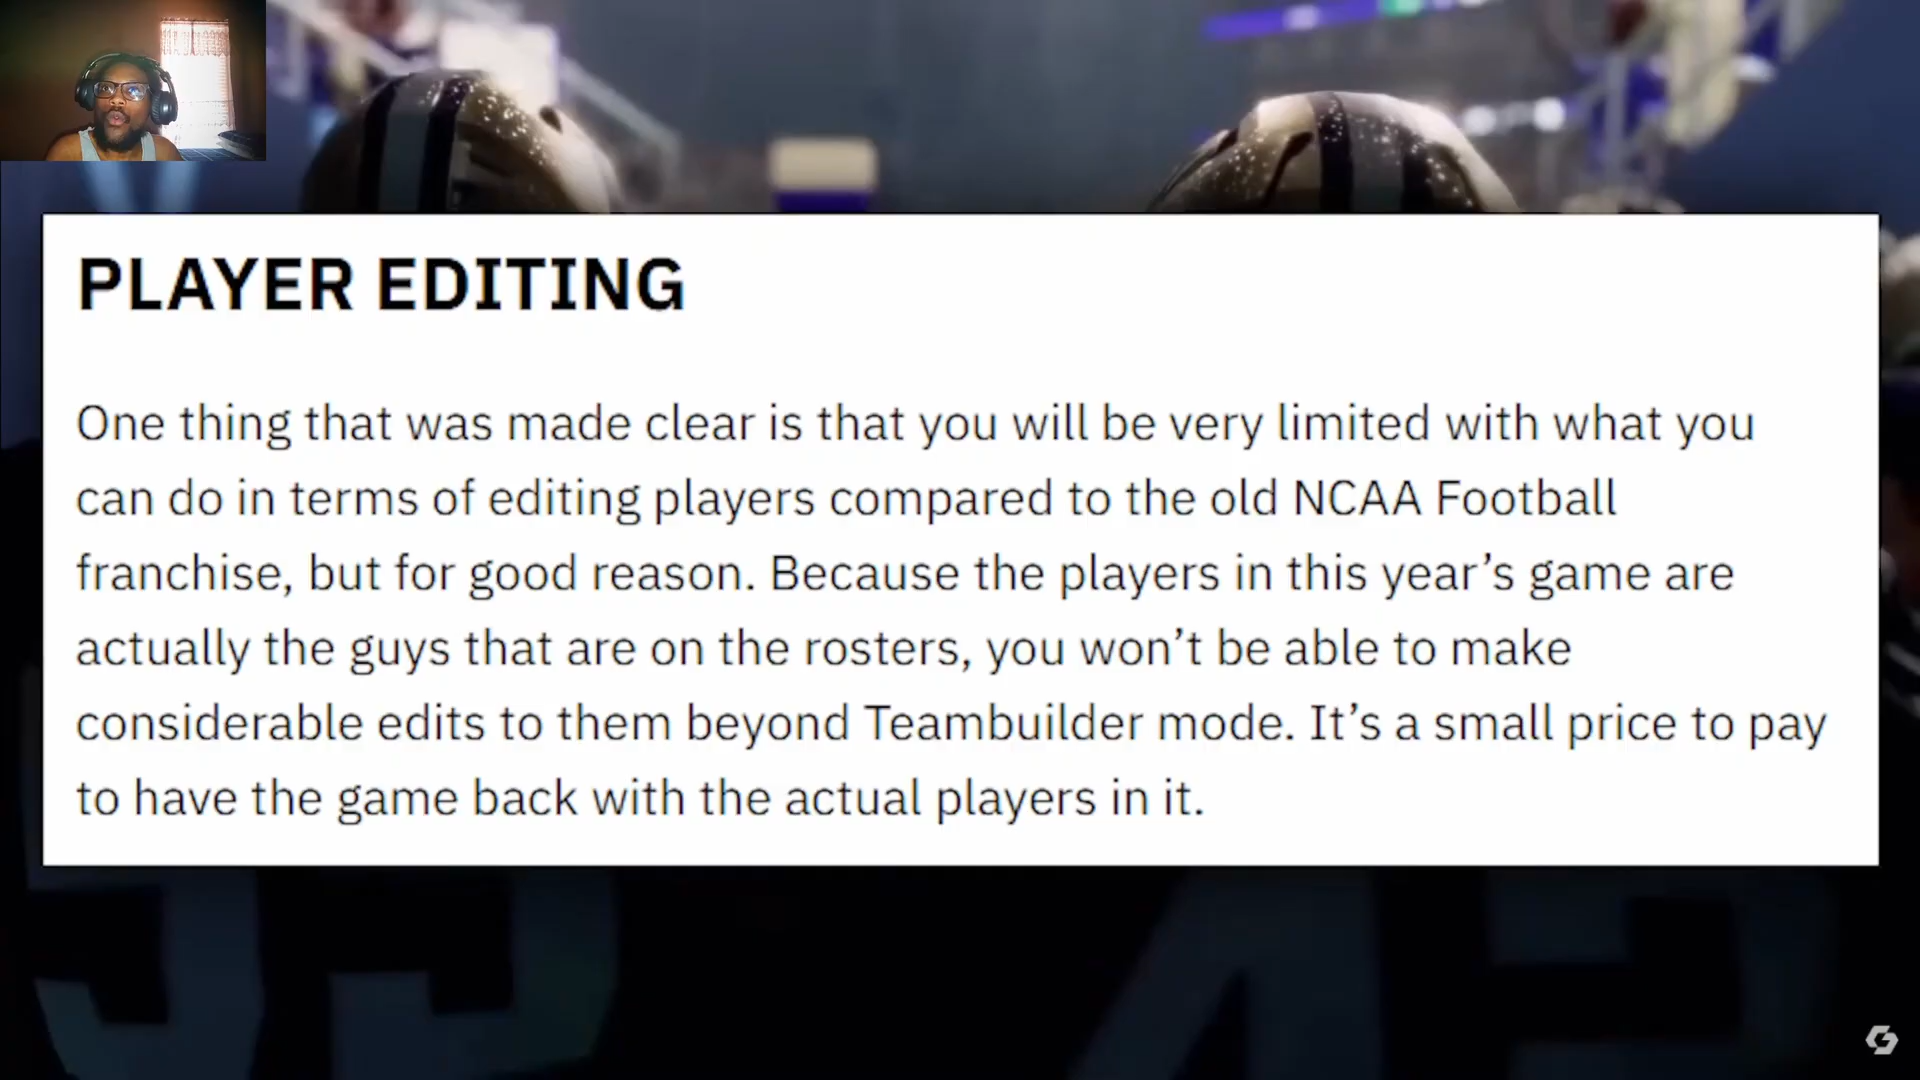 PLAYER EDITING
One thing that was made clear is that you will be very limited with what you
can do in terms of editing players compared to the old NCAA Football
franchise, but for good reason. Because the players in this year’s game are
actually the guys that are on the rosters, you won’t be able to make
considerable edits to them beyond Teambuilder mode. It’s a small price to pay
to have the game back with the actual players in it.